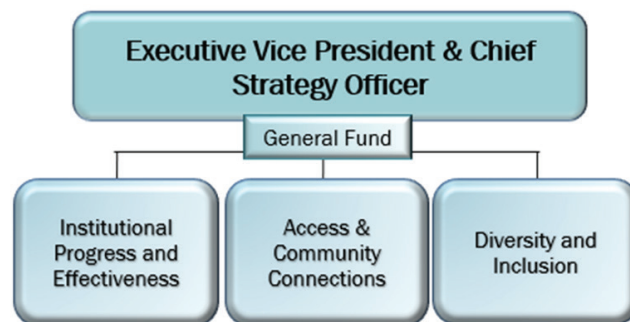 Executive Vice President & Chief
Strategy Officer
General Fund
Institutional
Progress and
Effectiveness
Access &
Community
Connections
Diversity and
Inclusion